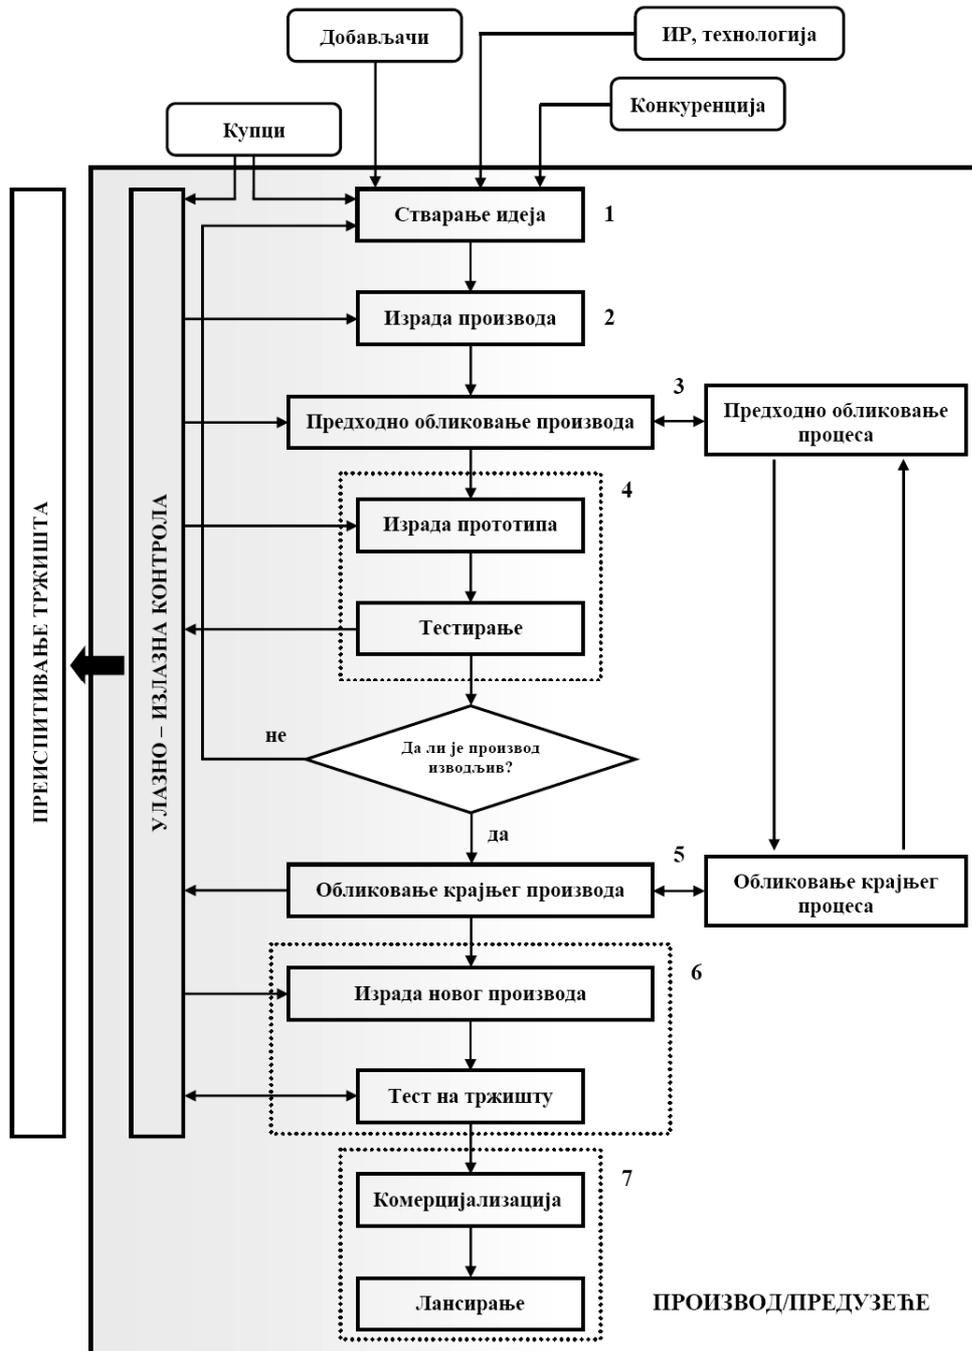 Добављачи
ИР, технологија
Конкуренција
Купци
Стварање идеја
1
Израда производа
2
3
Предходно обликовање производа
Предходно обликовање
процеса
4
Израда прототипа
Тестирање
ПРЕИСПИТИВАЊЕ ТРЖИШТА
УЛАЗНО – ИЗЛАЗНА КОНТРОЛА
не
Да ли је производ
изводљив?
да
5
Обликовање крајњег производа
Обликовање крајњег
процеса
6
Израда новог производа
Тест на тржишту
7
Комерцијализација
Лансирање
ПРОИЗВОД/ПРЕДУЗЕЋЕ